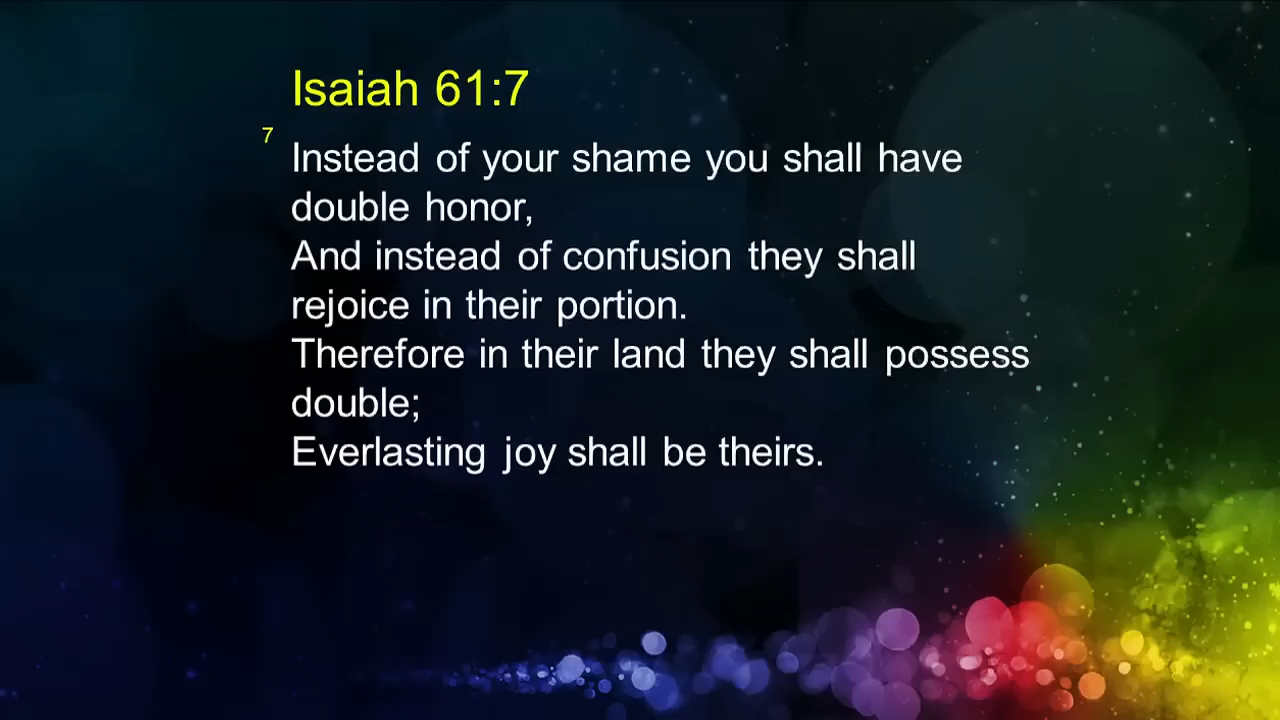 Isaiah 61:7
7
Instead of your shame you shall have
double honor,
And instead of confusion they shall
rejoice in their portion.
Therefore in their land they shall possess
double;
Everlasting joy shall be theirs.